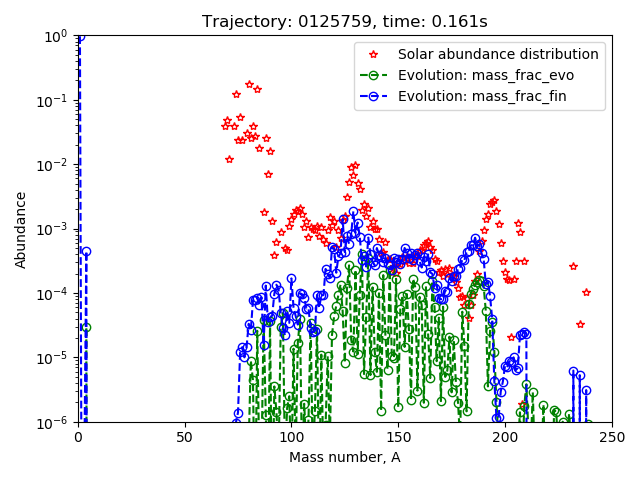 Trajectory: 0125759, time: 0.161s
Solar abundance distribution
Evolution: mass_frac_evo
Evolution: mass_frac_fin
Abundance
10⁰
10⁻¹
10⁻²
10⁻³
10⁻⁴
10⁻⁵
10⁻⁶
0 50 100 150 200 250
Mass number, A